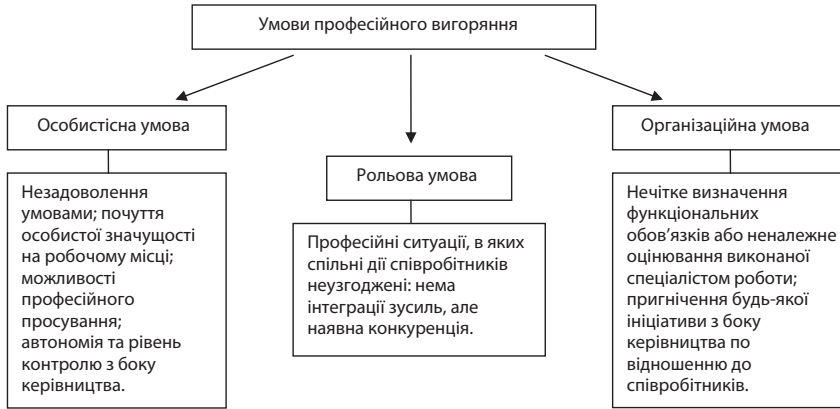 Умови професійного вигоряння
Особистісна умова
Незадоволення
умовами; почуття
особистої значущості
на робочому місці;
можливості
професійного
просування;
автономія та рівень
контролю з боку
керівництва.
Рольова умова
Професійні ситуації, в яких
спільні дії співробітників
неузгоджені: нема
інтеграції зусиль, але
наявна конкуренція.
Організаційна умова
Нечітке визначення
функціональних
обов’язків або неналежне
оцінювання виконаної
спеціалістом роботи;
пригнічення будь-якої
ініціативи з боку
керівництва по
відношенню до
співробітників.